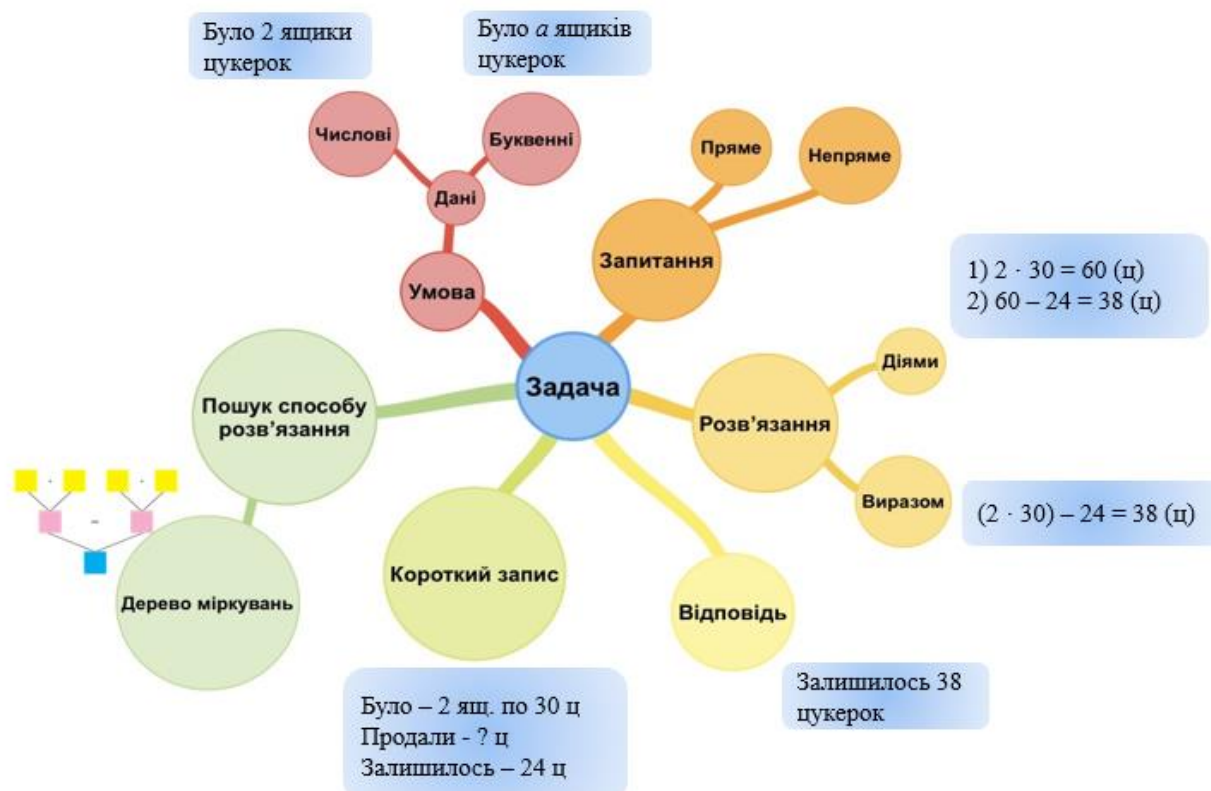 Було 2 ящики
цукерок
Було a ящиків
цукерок
Числові
Буквенні
Дані
Умова
Пряме
Непряме
Запитання
1) 2 · 30 = 60 (ц)
2) 60 – 24 = 38 (ц)
Задача
Діями
Розв’язання
Виразом
(2 · 30) – 24 = 38 (ц)
Пошук способу
розв’язання
· ·
-
Дерево міркувань
Короткий запис
Відповідь
Було – 2 ящ. по 30 ц
Продали - ? ц
Залишилось – 24 ц
Залишилось 38
цукерок